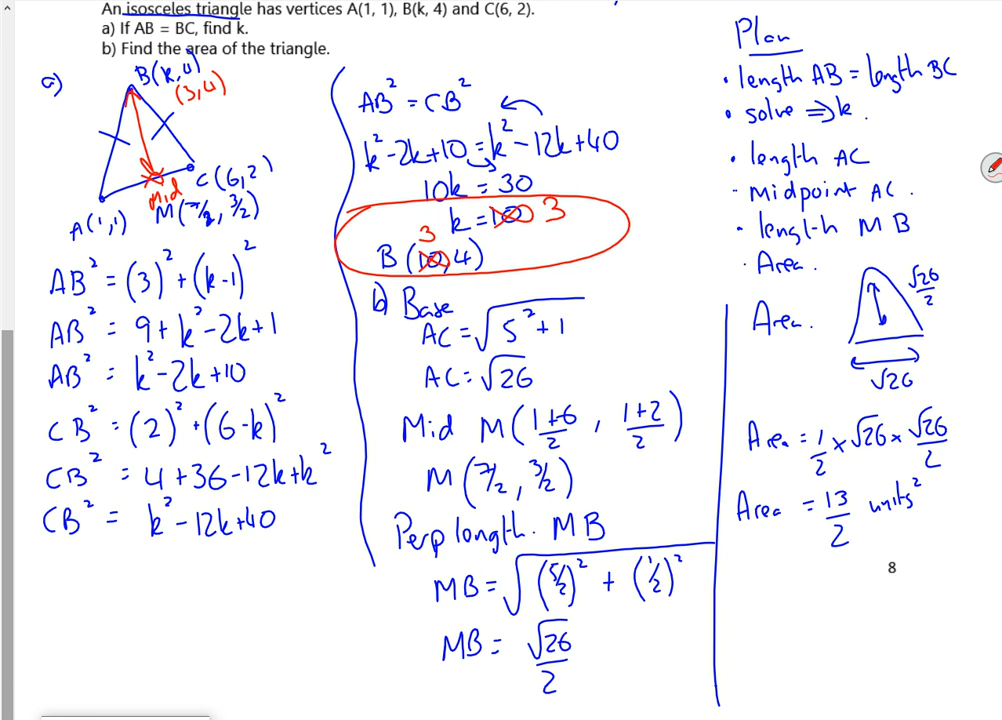 An isosceles triangle has vertices A(1, 1), B(k, 4) and C(6, 2).
a) If AB = BC, find k.
b) Find the area of the triangle.
a)
B(k,4)
(3,4)
C(6,2)
Mid
M(7/2, 3/2)
A(1,1)
AB² = (3)² + (k-1)²
AB² = 9 + k² - 2k + 1
AB² = k² - 2k + 10
CB² = (2)² + (6-k)²
CB² = 4 + 36 - 12k + k²
CB² = k² - 12k + 40
AB² = CB²
k² - 2k + 10 = k² - 12k + 40
10k = 30
k = 10 3
3
B(10, 4)
b) Base
AC = √5² + 1
AC = √26
Mid M(1+6/2, 1+2/2)
M(7/2, 3/2)
Perp length. MB
MB = √(5/2)² + (1/2)²
MB = √26/2
Plan
· length AB = length BC
· solve ⇒ k.
· length AC
· Midpoint AC.
· length MB
· Area.
Area.
√26/2
√26
Area = 1/2 × √26 × √26/2
Area = 13/2 units²
8